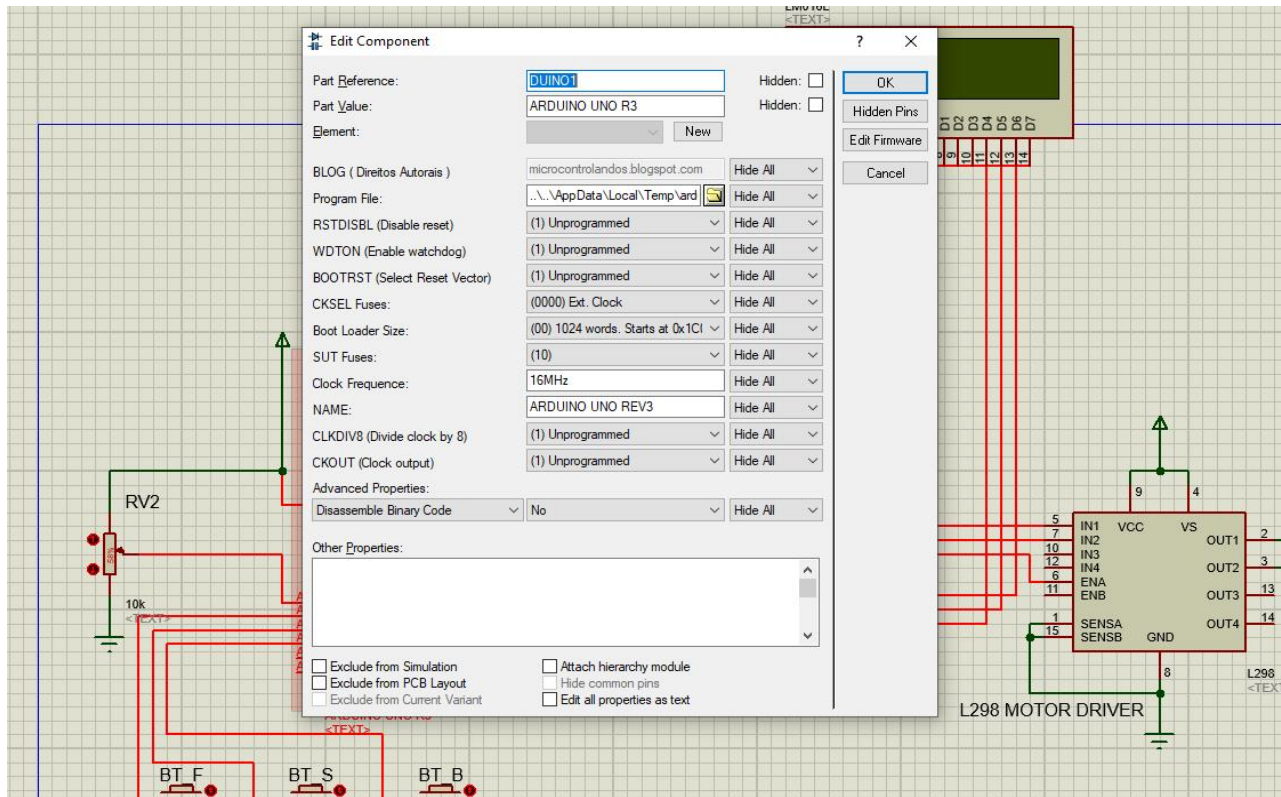 LM016L
<TEXT>
Edit Component
? X
Part Reference: DUINO1 Hidden:
Part Value: ARDUINO UNO R3 Hidden:
Element: New
OK
Hidden Pins
Edit Firmware
Cancel
BLOG ( Direitos Autorais ) microcontrolandos.blogspot.com Hide All
Program File: ..\..\AppData\Local\Temp\ard Hide All
RSTDISBL (Disable reset) (1) Unprogrammed Hide All
WDTON (Enable watchdog) (1) Unprogrammed Hide All
BOOTRST (Select Reset Vector) (1) Unprogrammed Hide All
CKSEL Fuses: (0000) Ext. Clock Hide All
Boot Loader Size: (00) 1024 words. Starts at 0x1C( Hide All
SUT Fuses: (10) Hide All
Clock Frequence: 16MHz Hide All
NAME: ARDUINO UNO REV3 Hide All
CLKDIV8 (Divide clock by 8) (1) Unprogrammed Hide All
CKOUT (Clock output) (1) Unprogrammed Hide All
Advanced Properties:
Disassemble Binary Code No Hide All
Other Properties:
Exclude from Simulation Attach hierarchy module
Exclude from PCB Layout Hide common pins
Exclude from Current Variant Edit all properties as text
D1 D2 D3 D4 D5 D6 D7
8 9 10 11 12 13 14
RV2
58%
10k
<TEXT>
ARDUINO UNO R3
<TEXT>
BT_F BT_S BT_B
9 4
5 IN1 VCC VS
7 IN2 OUT1 2
10 IN3
12 IN4 OUT2 3
6 ENA
11 ENB OUT3 13
1 SENSA OUT4 14
15 SENSB GND
8
L298
<TEXT>
L298 MOTOR DRIVER